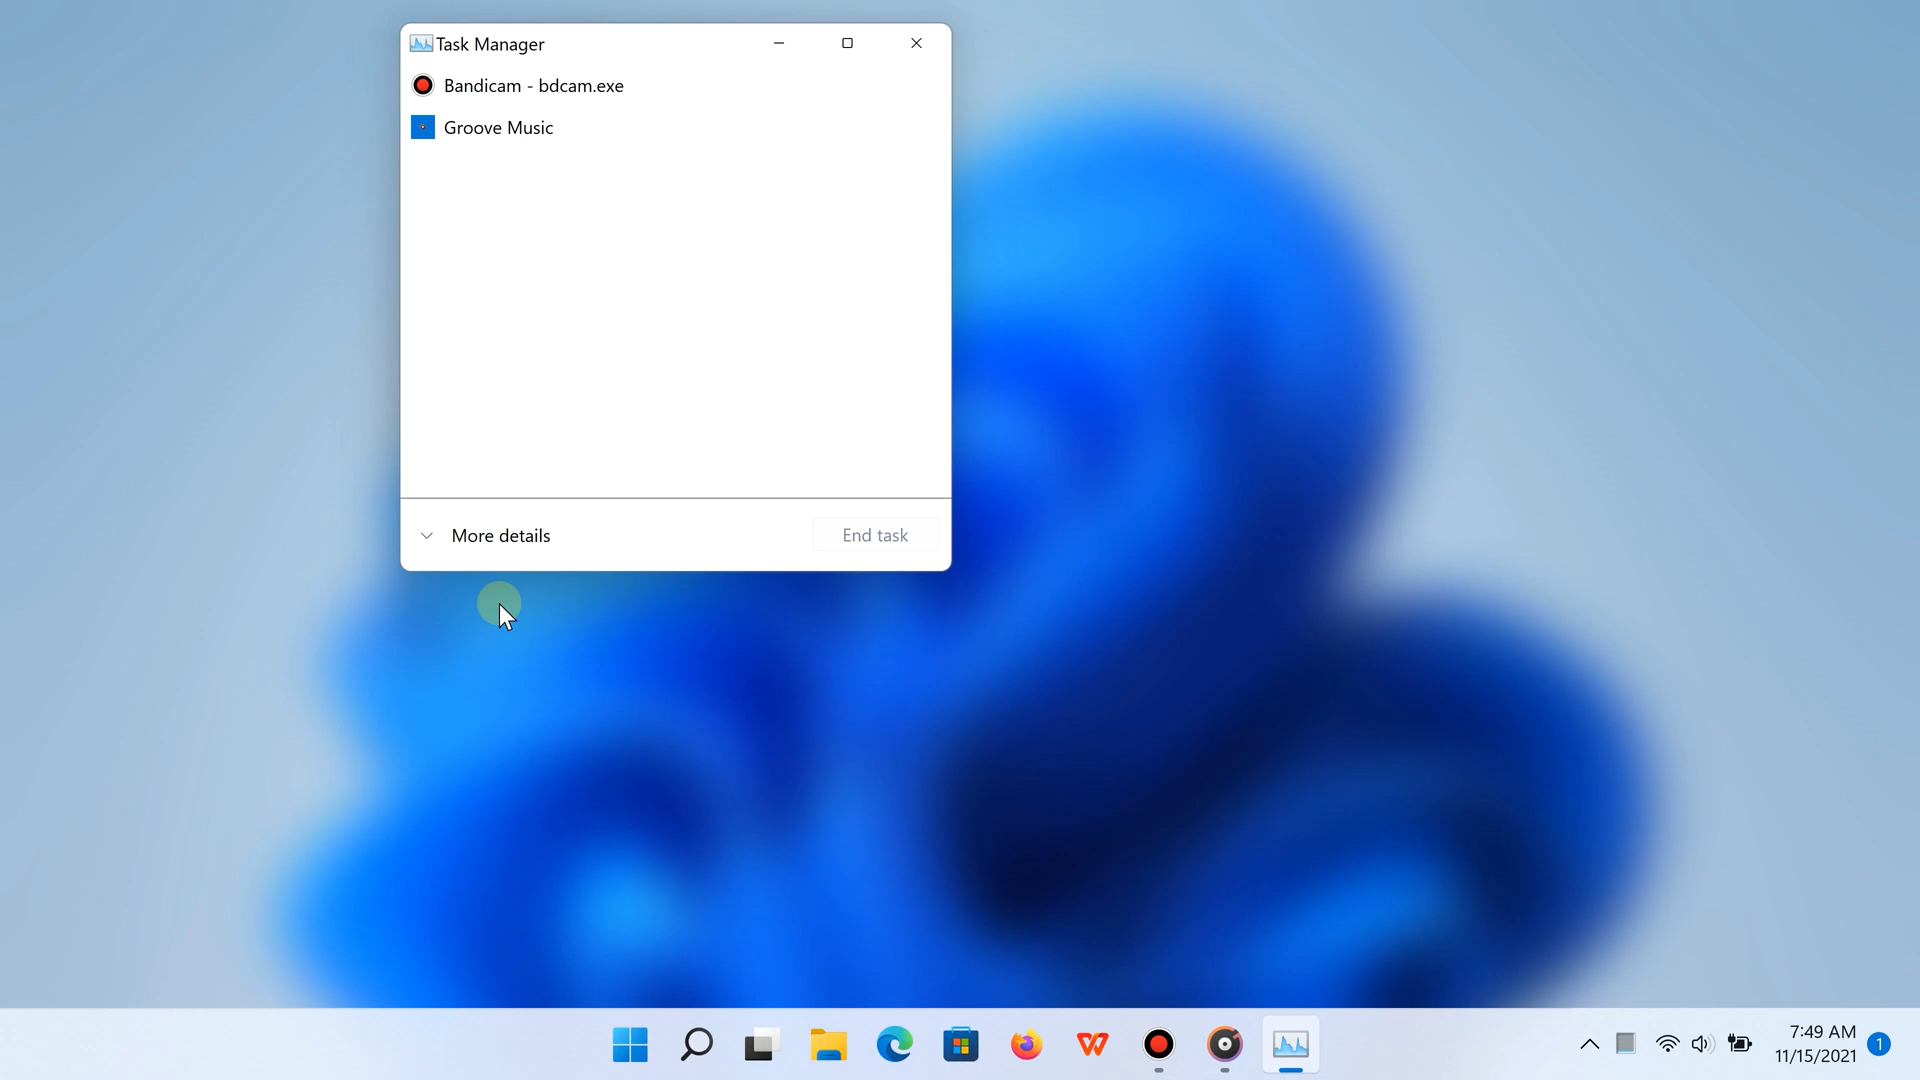 Task Manager
Bandicam - bdcam.exe
Groove Music
More details
End task
7:49 AM
11/15/2021
1